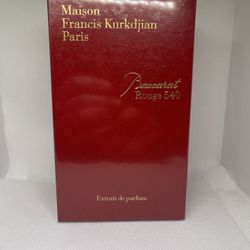 Maison
Francis Kurkdjian
Paris
Baccarat
Rouge 540
Extrait de parfum